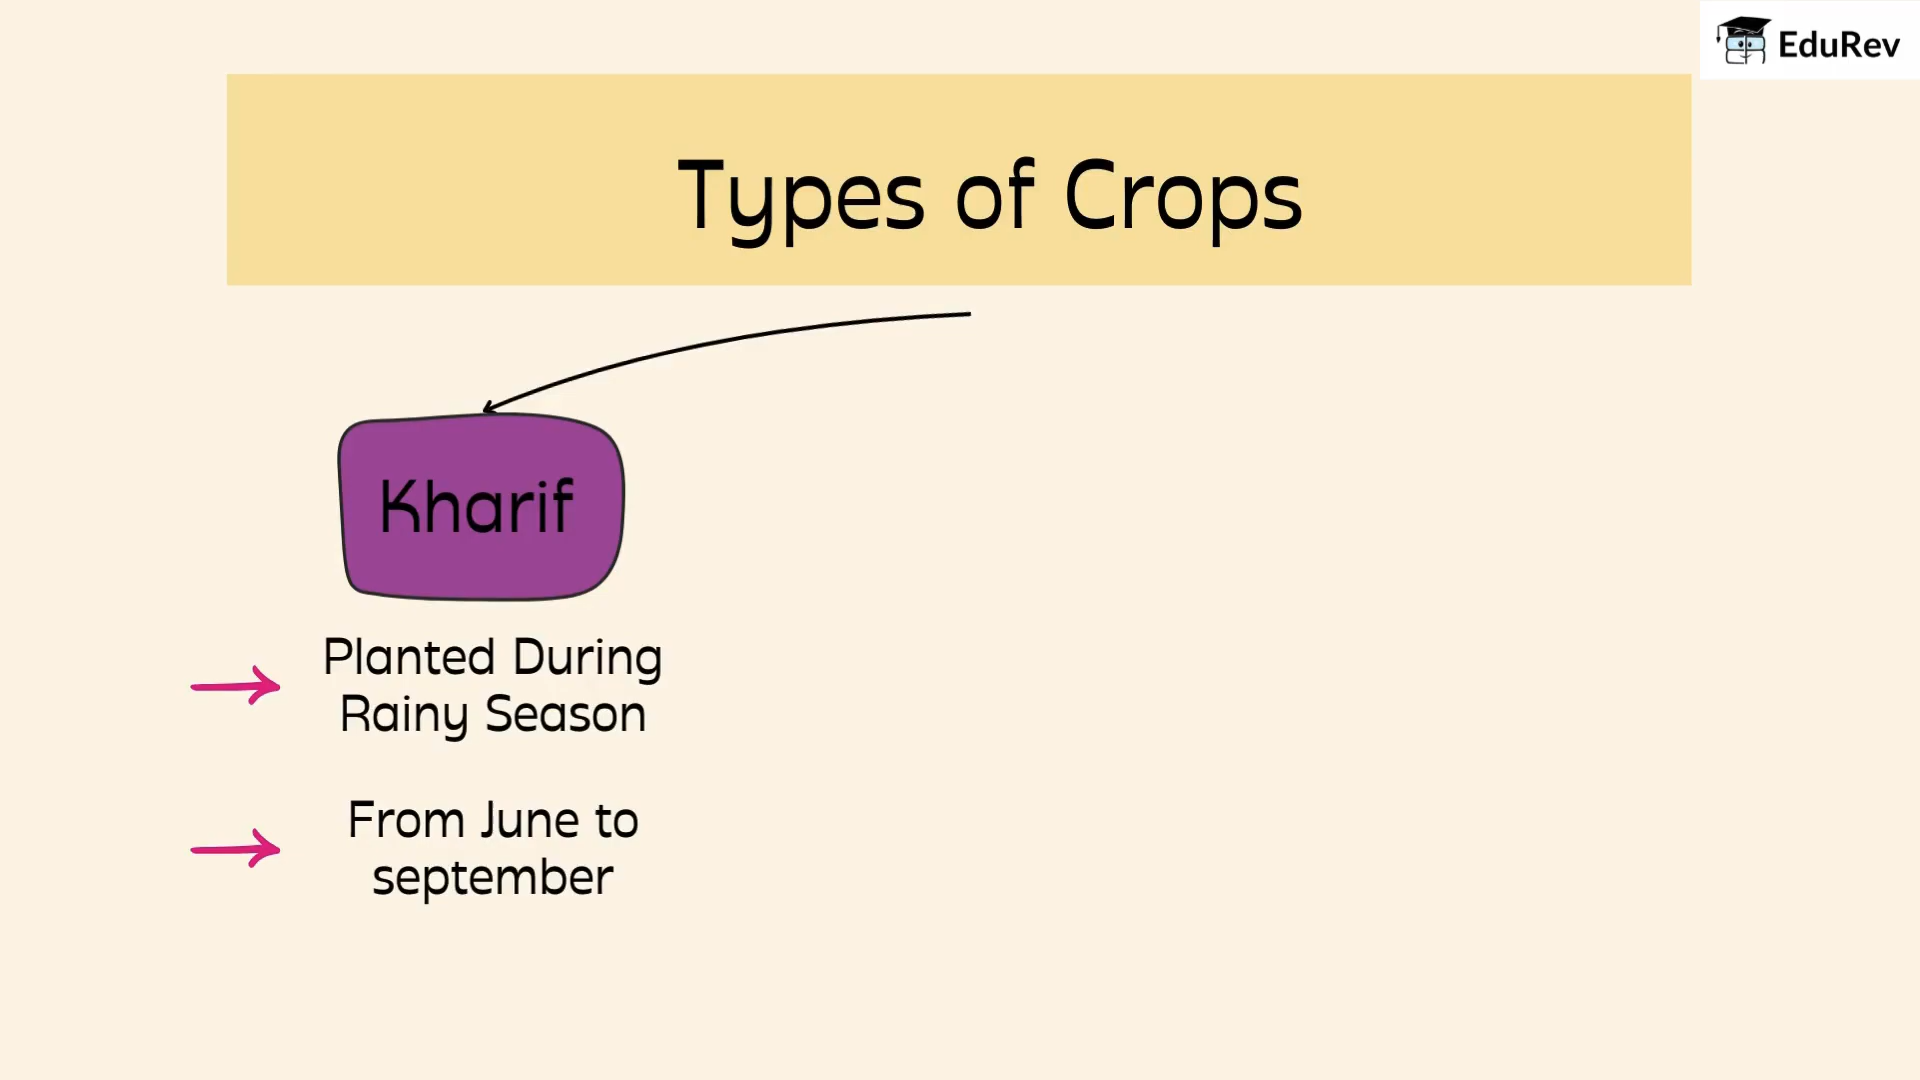 EduRev
Types of Crops
Kharif
Planted During
Rainy Season
From June to
september